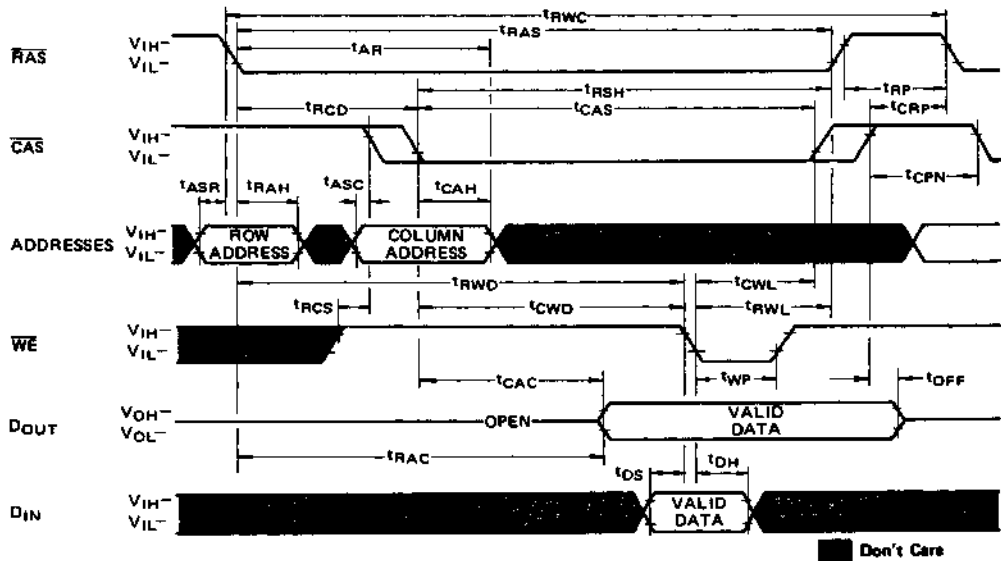 tRWC
tRAS
tAR
RAS
VIH–
VIL–
tRSH
tRP
tRCD
tCAS
tCRP
CAS
VIH–
VIL–
tCPN
tASR
tRAH
tASC
tCAH
ADDRESSES
VIH–
VIL–
ROW
ADDRESS
COLUMN
ADDRESS
tRWD
tCWL
tRCS
tCWD
tRWL
WE
VIH–
VIL–
tWP
tCAC
tOFF
DOUT
VOH–
VOL–
OPEN
VALID
DATA
tRAC
tDS
tDH
DIN
VIH–
VIL–
VALID
DATA
Don't Care